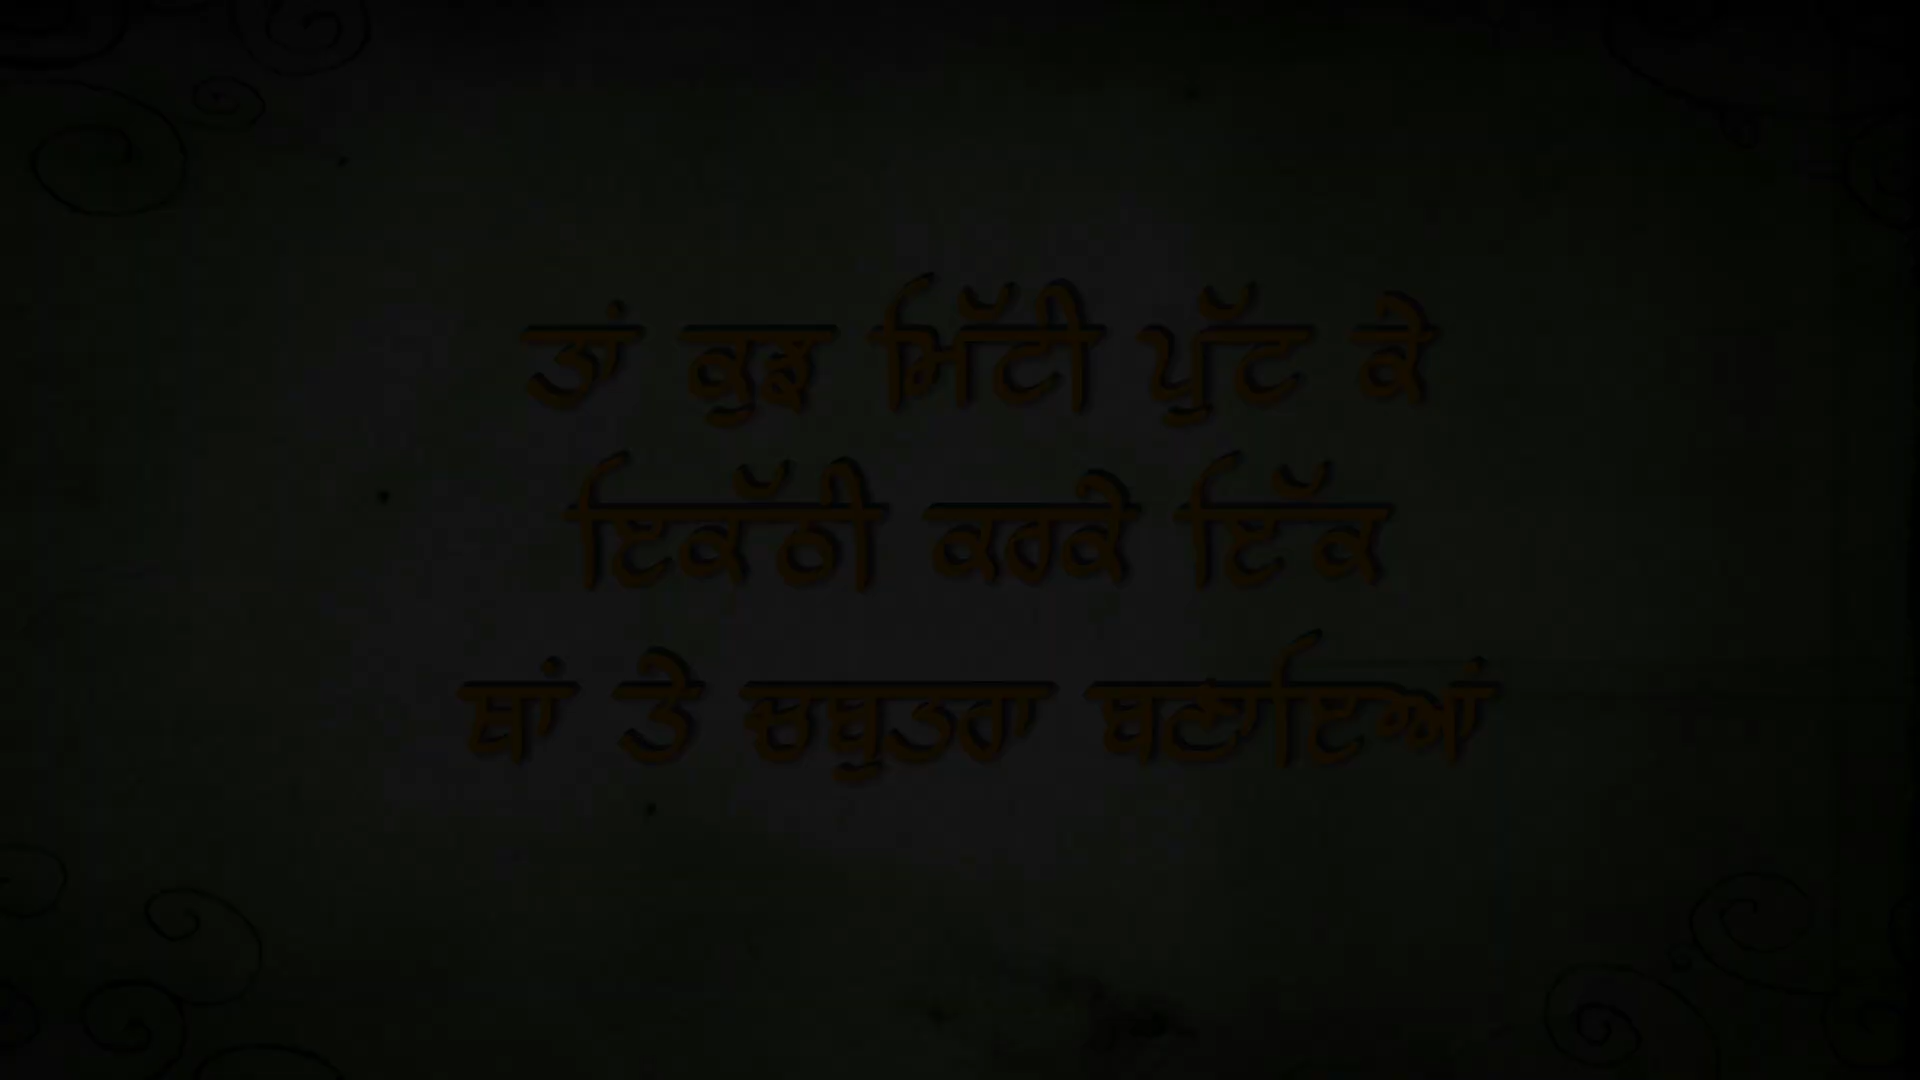 ਤਾਂ ਕੁਝ ਮਿੱਟੀ ਪੁੱਟ ਕੇ
ਇਕੱਠੀ ਕਰਕੇ ਇੱਕ
ਥਾਂ ਤੇ ਚਬੁਤਰਾ ਬਣਾਇਆਂ